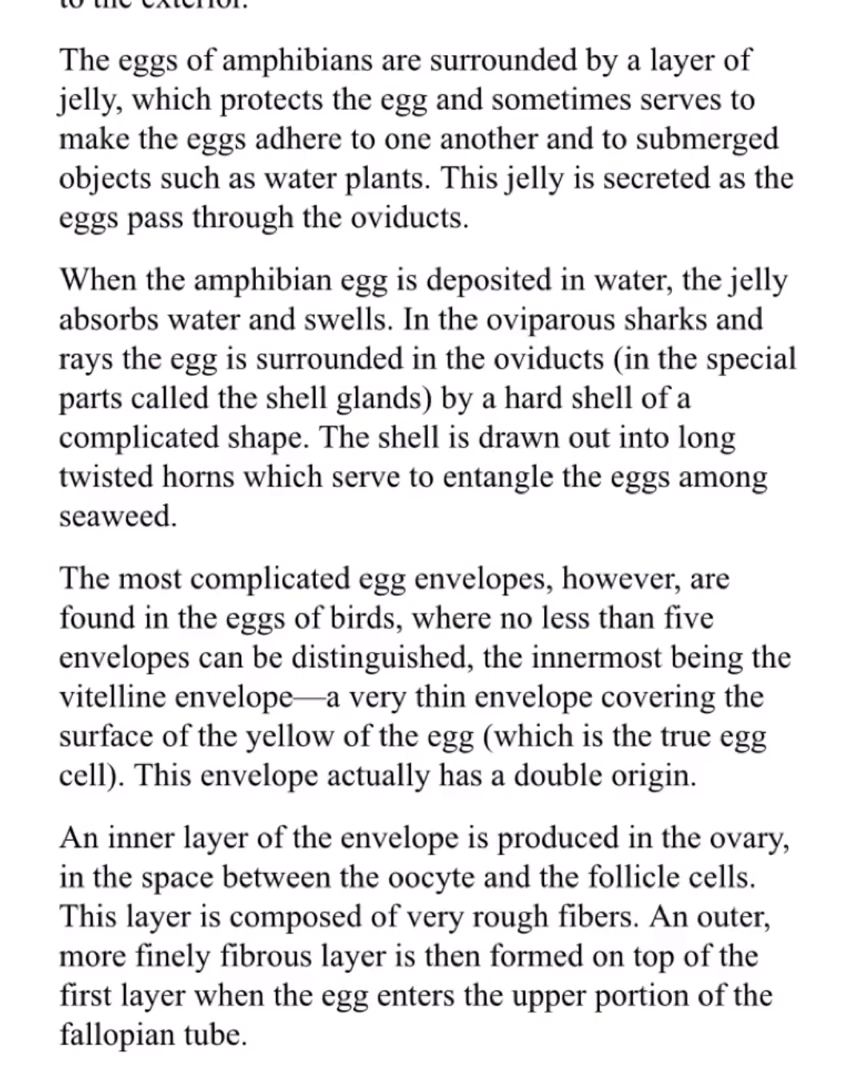 to the exterior.
The eggs of amphibians are surrounded by a layer of
jelly, which protects the egg and sometimes serves to
make the eggs adhere to one another and to submerged
objects such as water plants. This jelly is secreted as the
eggs pass through the oviducts.
When the amphibian egg is deposited in water, the jelly
absorbs water and swells. In the oviparous sharks and
rays the egg is surrounded in the oviducts (in the special
parts called the shell glands) by a hard shell of a
complicated shape. The shell is drawn out into long
twisted horns which serve to entangle the eggs among
seaweed.
The most complicated egg envelopes, however, are
found in the eggs of birds, where no less than five
envelopes can be distinguished, the innermost being the
vitelline envelope—a very thin envelope covering the
surface of the yellow of the egg (which is the true egg
cell). This envelope actually has a double origin.
An inner layer of the envelope is produced in the ovary,
in the space between the oocyte and the follicle cells.
This layer is composed of very rough fibers. An outer,
more finely fibrous layer is then formed on top of the
first layer when the egg enters the upper portion of the
fallopian tube.